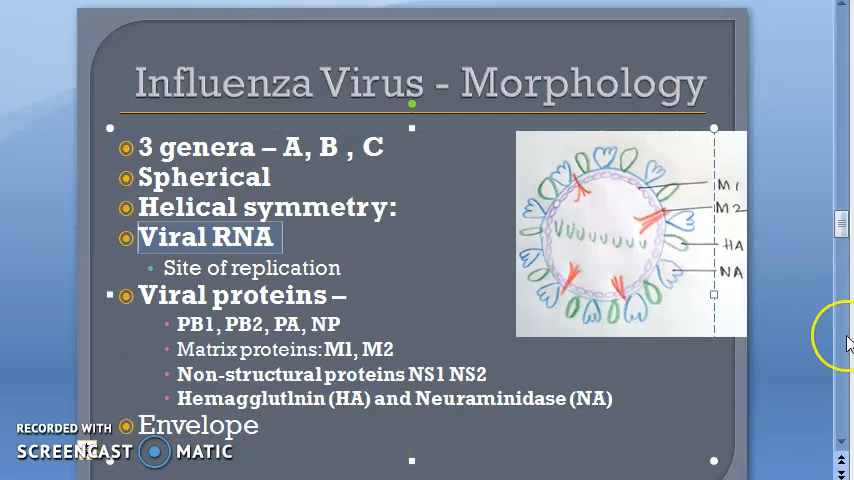 Influenza Virus - Morphology
3 genera – A, B , C
Spherical
Helical symmetry:
Viral RNA
Site of replication
Viral proteins –
PB1, PB2, PA, NP
Matrix proteins: M1, M2
Non-structural proteins NS1 NS2
Hemagglutlnin (HA) and Neuraminidase (NA)
Envelope
M1
M2
HA
NA
RECORDED WITH
SCREENCAST MATIC